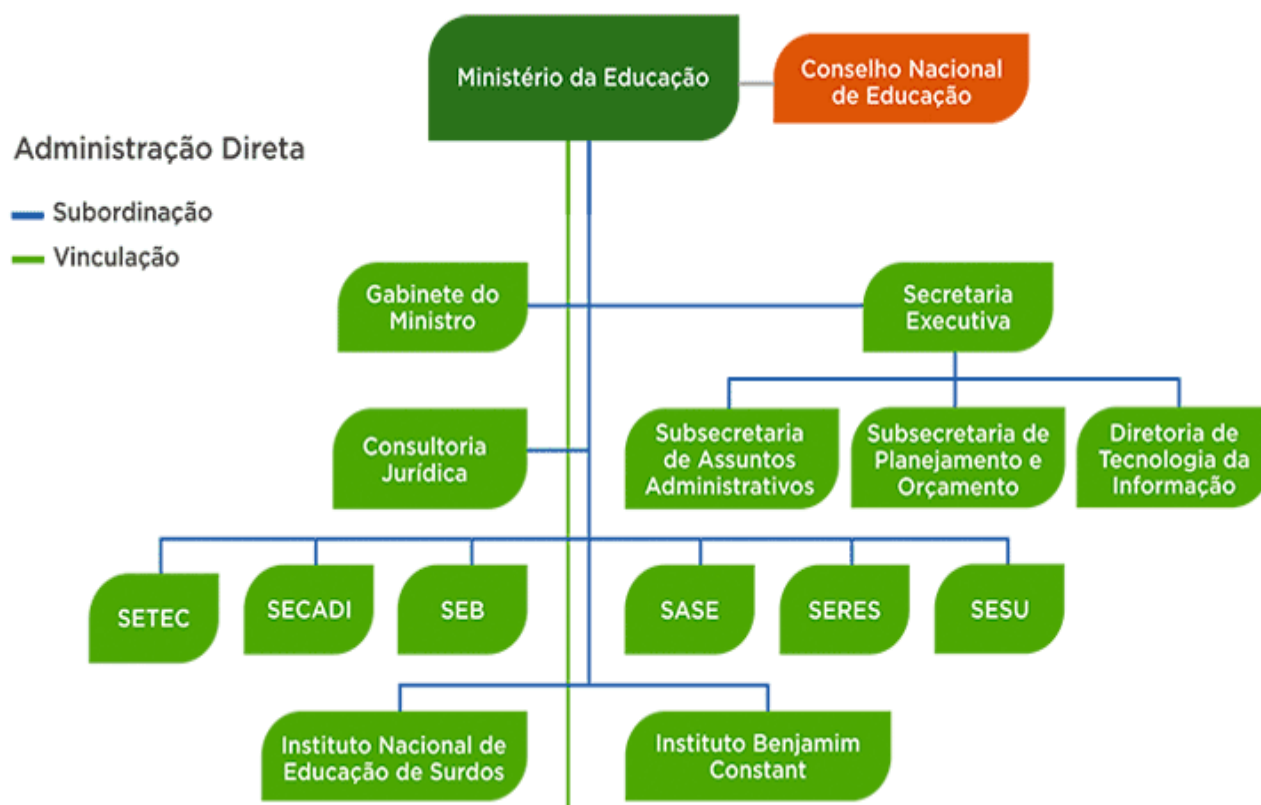 Ministério da Educação
Conselho Nacional
de Educação
Administração Direta
Subordinação
Vinculação
Gabinete do
Ministro
Secretaria
Executiva
Consultoria
Jurídica
Subsecretaria
de Assuntos
Administrativos
Subsecretaria de
Planejamento e
Orçamento
Diretoria de
Tecnologia da
Informação
SETEC
SECADI
SEB
SASE
SERES
SESU
Instituto Nacional de
Educação de Surdos
Instituto Benjamim
Constant